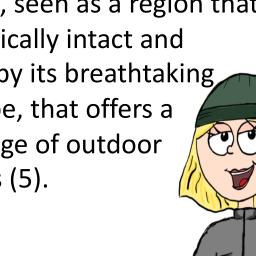 , seen as a region that
ically intact and
by its breathtaking
e, that offers a
ge of outdoor
(5).